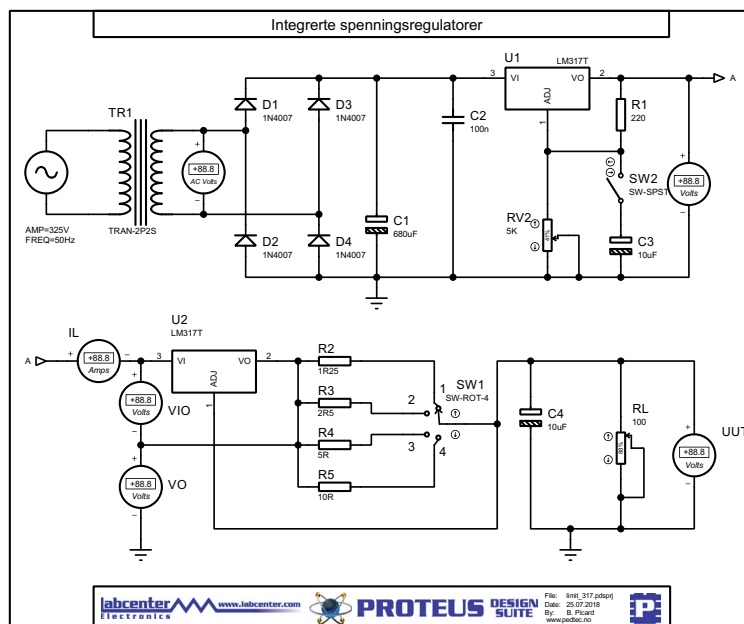 Integrerte spenningsregulatorer
U1
LM317T
3
VI
VO
2
A
ADJ
1
D1
1N4007
D3
1N4007
C2
100n
R1
220
TR1
+
+88.8
AC Volts
−
SW2
SW-SPST
+
+88.8
Volts
−
AMP=325V
FREQ=50Hz
TRAN-2P2S
D2
1N4007
D4
1N4007
C1
680uF
RV2
5K
41%
C3
10uF
U2
LM317T
IL
A
+
+88.8
Amps
−
3
VI
VO
2
ADJ
1
R2
1R25
R3
2R5
R4
5R
R5
10R
1
2
3
4
SW1
SW-ROT-4
+
+88.8
Volts
−
VIO
+
+88.8
Volts
−
VO
C4
10uF
RL
100
+
+88.8
Volts
−
UUT
labcenter www.labcenter.com
Electronics
PROTEUS DESIGN SUITE
File: limit_317.pdsprj
Date: 25.07.2018
By: B. Picard
www.pedtec.no
P